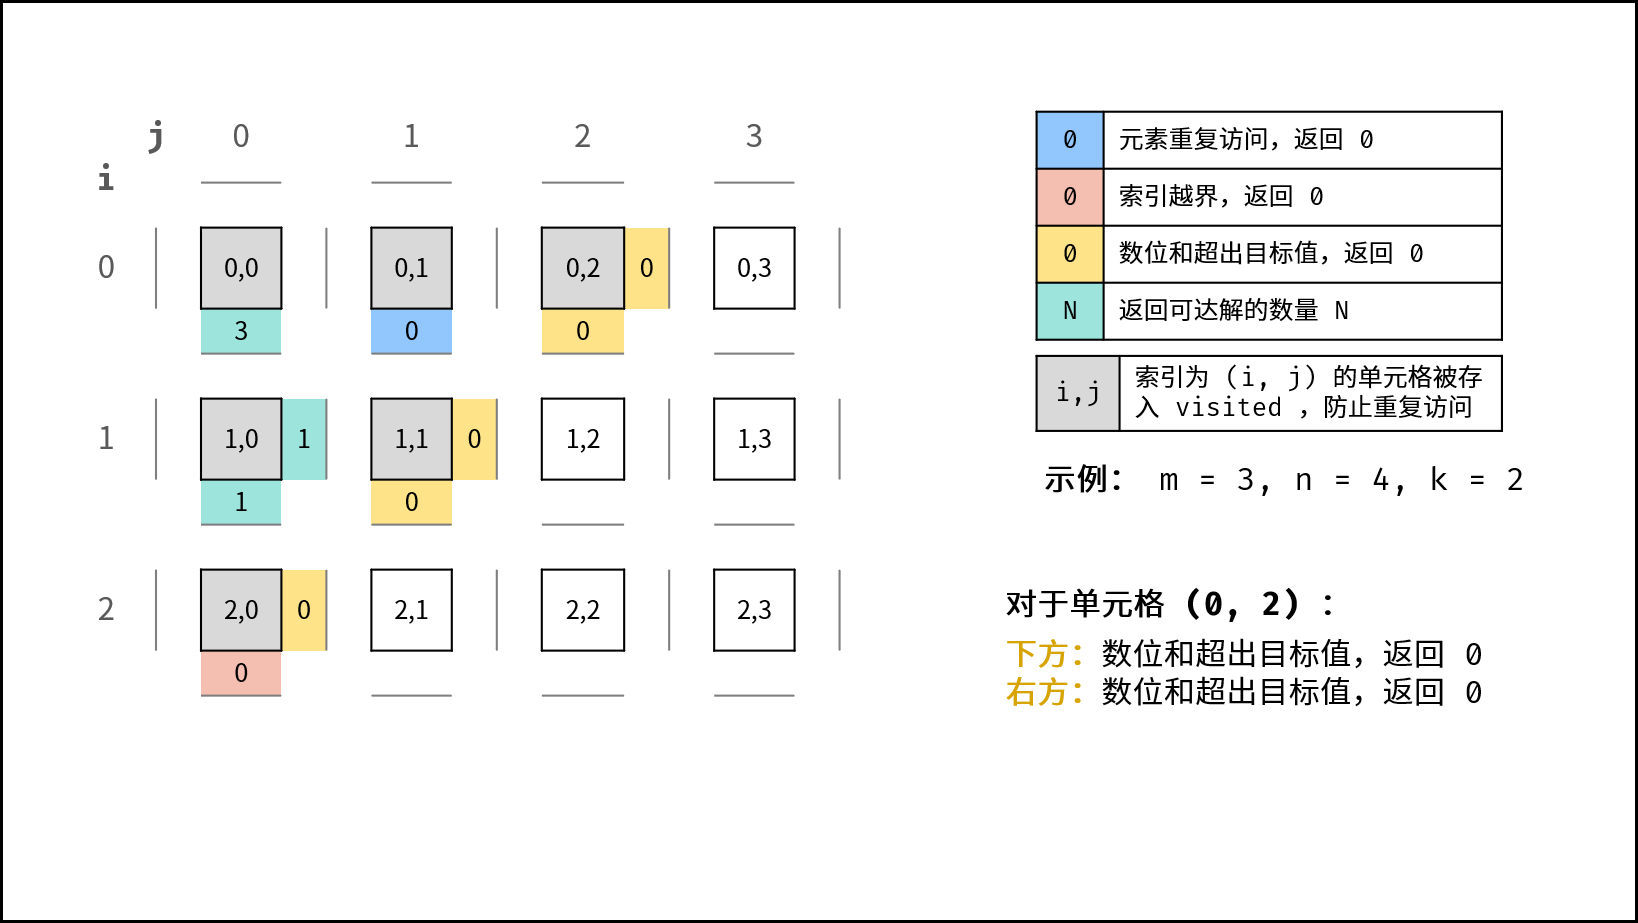 j 0 1 2 3
i
0 0,0 0,1 0,2 0 0,3
3 0 0
1 1,0 1 1,1 0 1,2 1,3
1 0
2 2,0 0 2,1 2,2 2,3
0
0 元素重复访问，返回 0
0 索引越界，返回 0
0 数位和超出目标值，返回 0
N 返回可达解的数量 N
i,j 索引为 (i, j) 的单元格被存
入 visited ，防止重复访问
示例： m = 3, n = 4, k = 2
对于单元格 (0, 2) ：
下方：数位和超出目标值，返回 0
右方：数位和超出目标值，返回 0